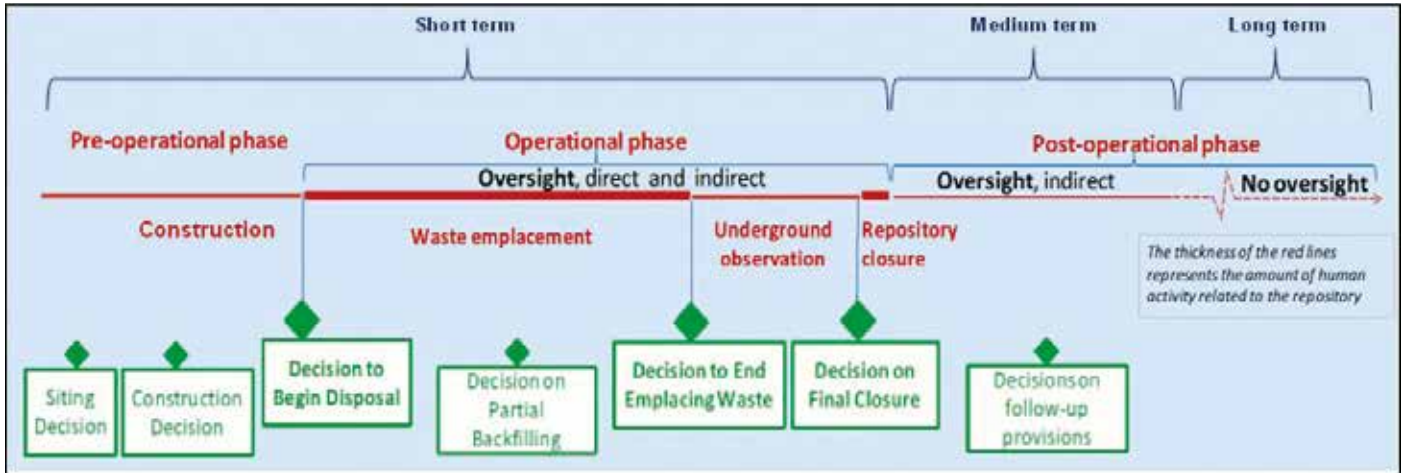 Short term
Medium term
Long term
Pre-operational phase
Operational phase
Post-operational phase
Oversight, direct and indirect
Oversight, indirect
No oversight
Construction
Waste emplacement
Underground
observation
Repository
closure
The thickness of the red lines
represents the amount of human
activity related to the repository
Siting
Decision
Construction
Decision
Decision to
Begin Disposal
Decision on
Partial
Backfilling
Decision to End
Emplacing Waste
Decision on
Final Closure
Decisions on
follow-up
provisions